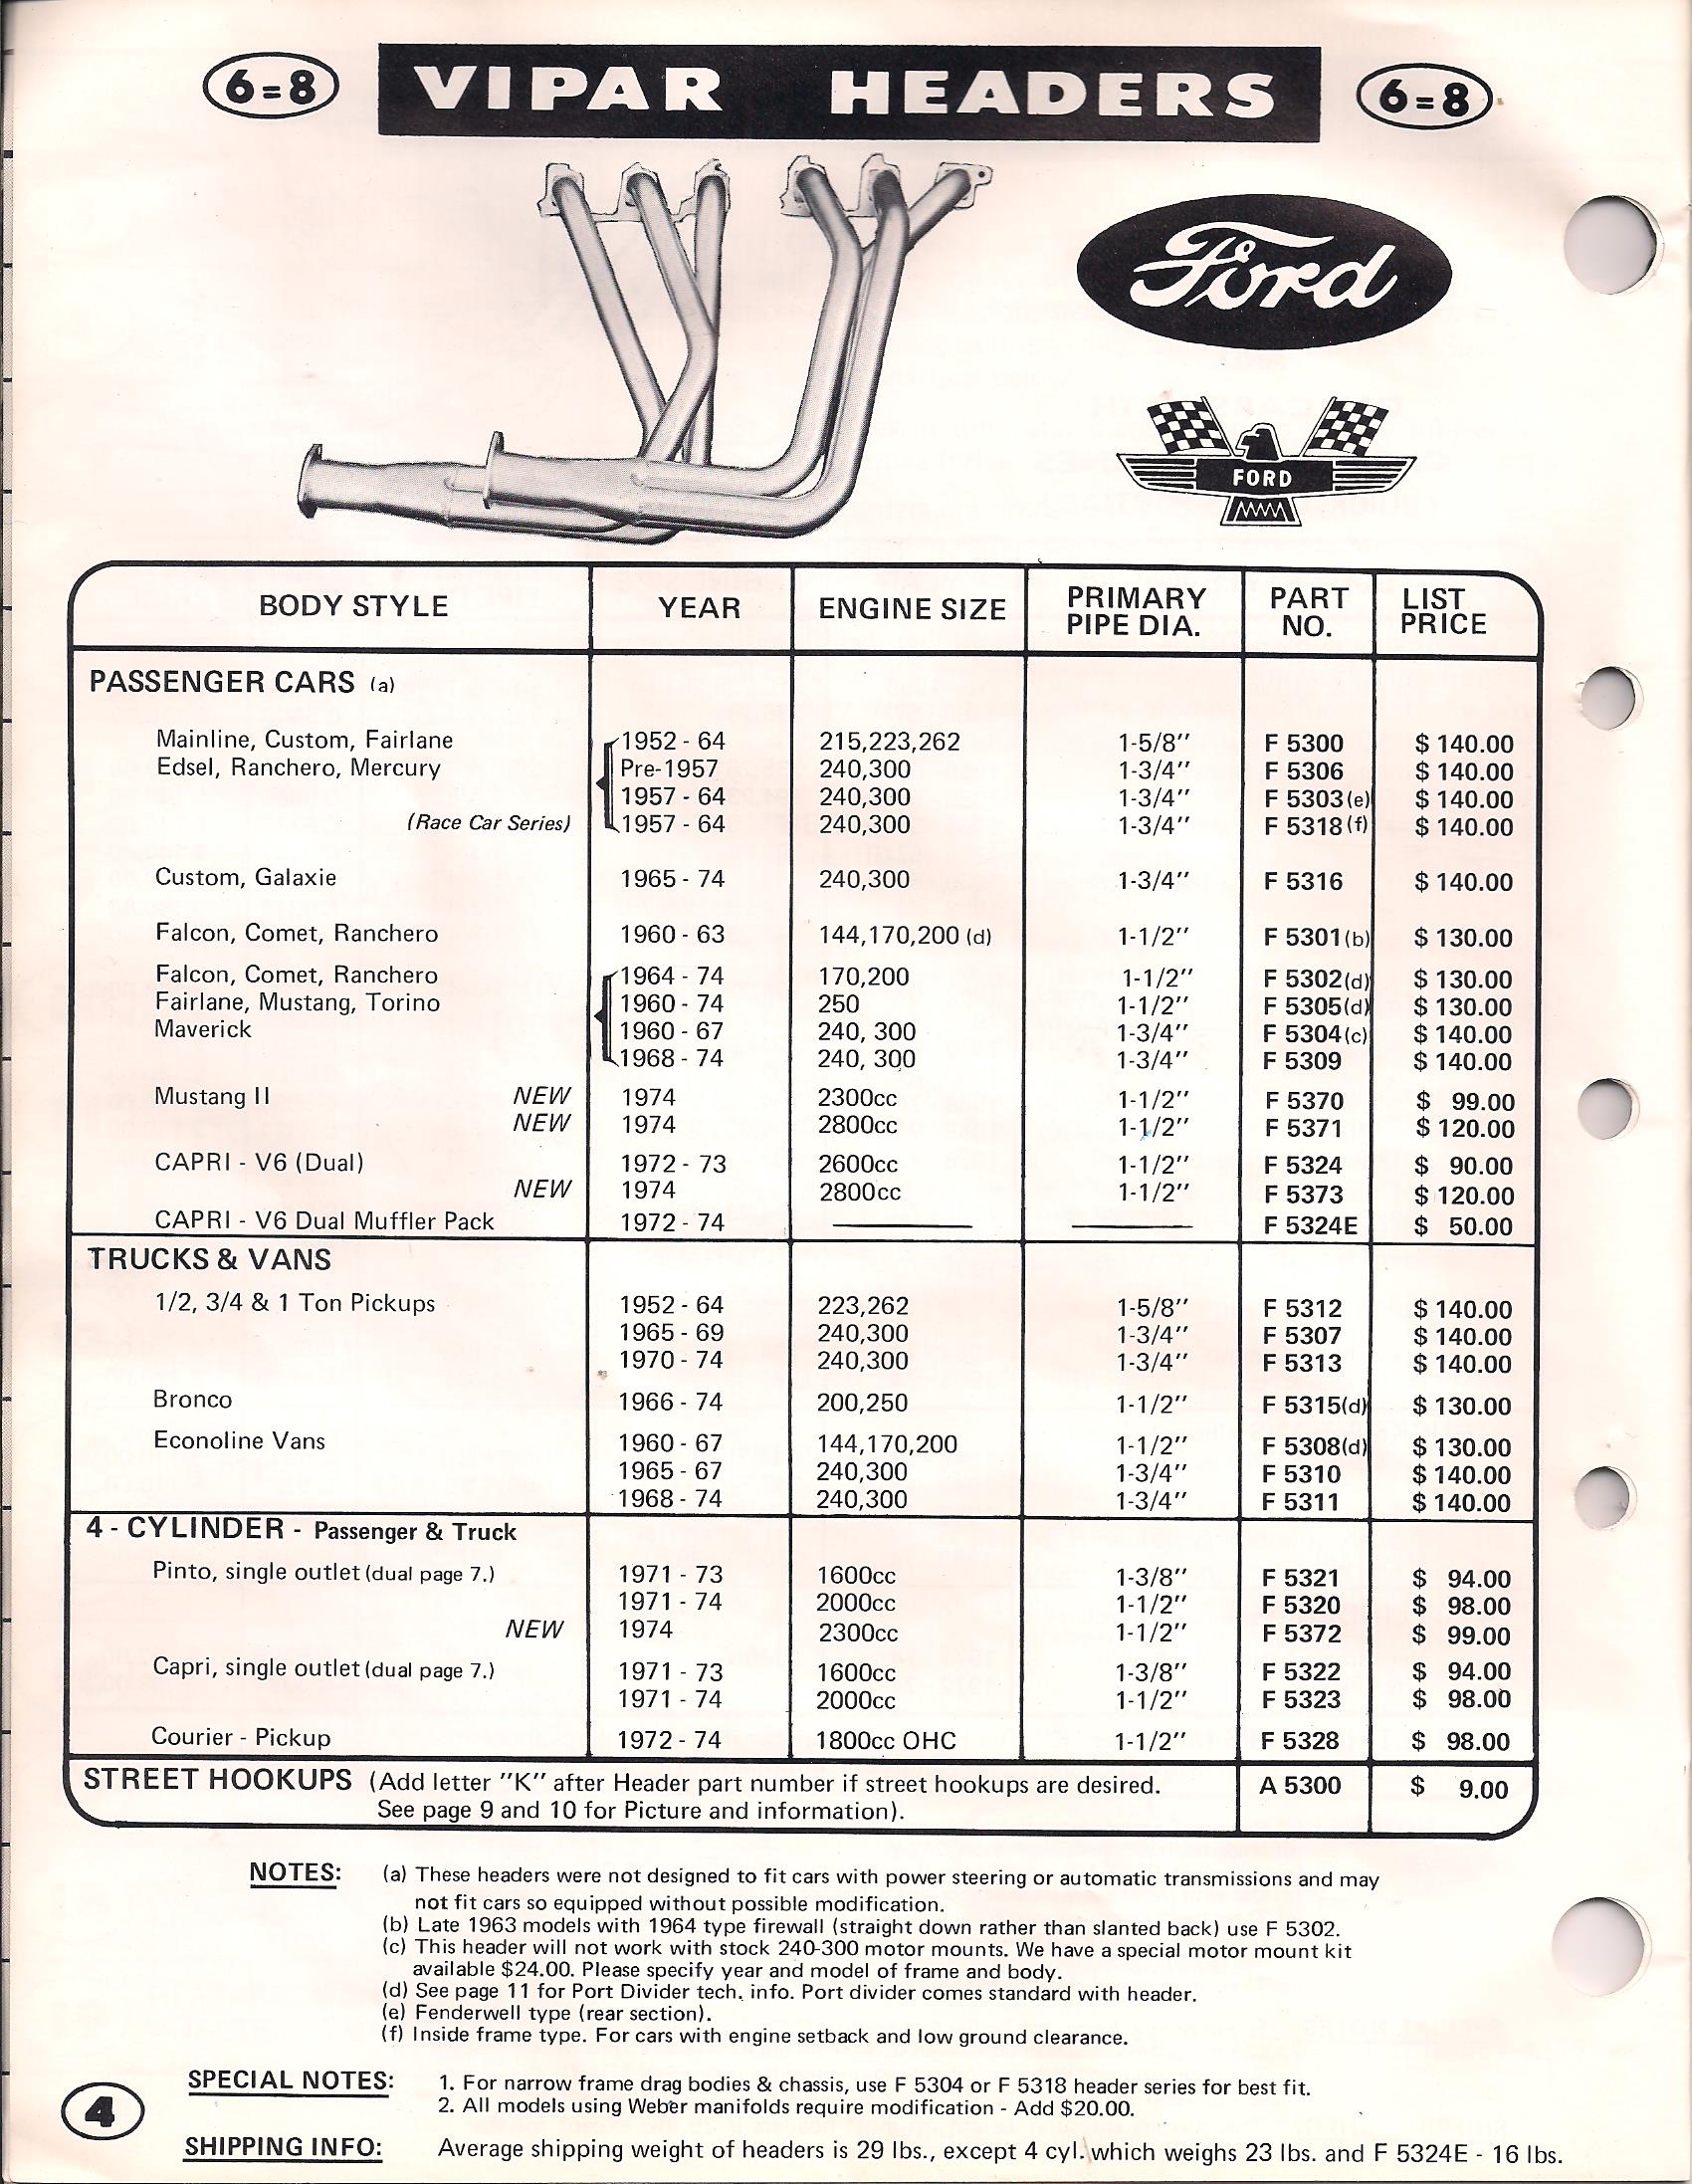 6=8 VIPAR HEADERS 6=8
Ford
FORD
BODY STYLE YEAR ENGINE SIZE PRIMARY PIPE DIA. PART NO. LIST PRICE
PASSENGER CARS (a)
Mainline, Custom, Fairlane 1952 - 64 215,223,262 1-5/8" F 5300 $ 140.00
Edsel, Ranchero, Mercury Pre-1957 240,300 1-3/4" F 5306 $ 140.00
1957 - 64 240,300 1-3/4" F 5303 (e) $ 140.00
(Race Car Series) 1957 - 64 240,300 1-3/4" F 5318 (f) $ 140.00
Custom, Galaxie 1965 - 74 240,300 1-3/4" F 5316 $ 140.00
Falcon, Comet, Ranchero 1960 - 63 144,170,200 (d) 1-1/2" F 5301 (b) $ 130.00
Falcon, Comet, Ranchero 1964 - 74 170,200 1-1/2" F 5302 (d) $ 130.00
Fairlane, Mustang, Torino 1960 - 74 250 1-1/2" F 5305 (d) $ 130.00
Maverick 1960 - 67 240, 300 1-3/4" F 5304 (c) $ 140.00
1968 - 74 240, 300 1-3/4" F 5309 $ 140.00
Mustang II NEW 1974 2300cc 1-1/2" F 5370 $ 99.00
NEW 1974 2800cc 1-1/2" F 5371 $ 120.00
CAPRI - V6 (Dual) 1972 - 73 2600cc 1-1/2" F 5324 $ 90.00
NEW 1974 2800cc 1-1/2" F 5373 $ 120.00
CAPRI - V6 Dual Muffler Pack 1972 - 74 F 5324E $ 50.00
TRUCKS & VANS
1/2, 3/4 & 1 Ton Pickups 1952 - 64 223,262 1-5/8" F 5312 $ 140.00
1965 - 69 240,300 1-3/4" F 5307 $ 140.00
1970 - 74 240,300 1-3/4" F 5313 $ 140.00
Bronco 1966 - 74 200,250 1-1/2" F 5315(d) $ 130.00
Econoline Vans 1960 - 67 144,170,200 1-1/2" F 5308(d) $ 130.00
1965 - 67 240,300 1-3/4" F 5310 $ 140.00
1968 - 74 240,300 1-3/4" F 5311 $ 140.00
4 - CYLINDER - Passenger & Truck
Pinto, single outlet (dual page 7.) 1971 - 73 1600cc 1-3/8" F 5321 $ 94.00
1971 - 74 2000cc 1-1/2" F 5320 $ 98.00
NEW 1974 2300cc 1-1/2" F 5372 $ 99.00
Capri, single outlet (dual page 7.) 1971 - 73 1600cc 1-3/8" F 5322 $ 94.00
1971 - 74 2000cc 1-1/2" F 5323 $ 98.00
Courier - Pickup 1972 - 74 1800cc OHC 1-1/2" F 5328 $ 98.00
STREET HOOKUPS (Add letter "K" after Header part number if street hookups are desired. A 5300 $ 9.00
See page 9 and 10 for Picture and information).
NOTES: (a) These headers were not designed to fit cars with power steering or automatic transmissions and may
not fit cars so equipped without possible modification.
(b) Late 1963 models with 1964 type firewall (straight down rather than slanted back) use F 5302.
(c) This header will not work with stock 240-300 motor mounts. We have a special motor mount kit
available $24.00. Please specify year and model of frame and body.
(d) See page 11 for Port Divider tech. info. Port divider comes standard with header.
(e) Fenderwell type (rear section).
(f) Inside frame type. For cars with engine setback and low ground clearance.
SPECIAL NOTES: 1. For narrow frame drag bodies & chassis, use F 5304 or F 5318 header series for best fit.
2. All models using Weber manifolds require modification - Add $20.00.
4
SHIPPING INFO: Average shipping weight of headers is 29 lbs., except 4 cyl. which weighs 23 lbs. and F 5324E - 16 lbs.